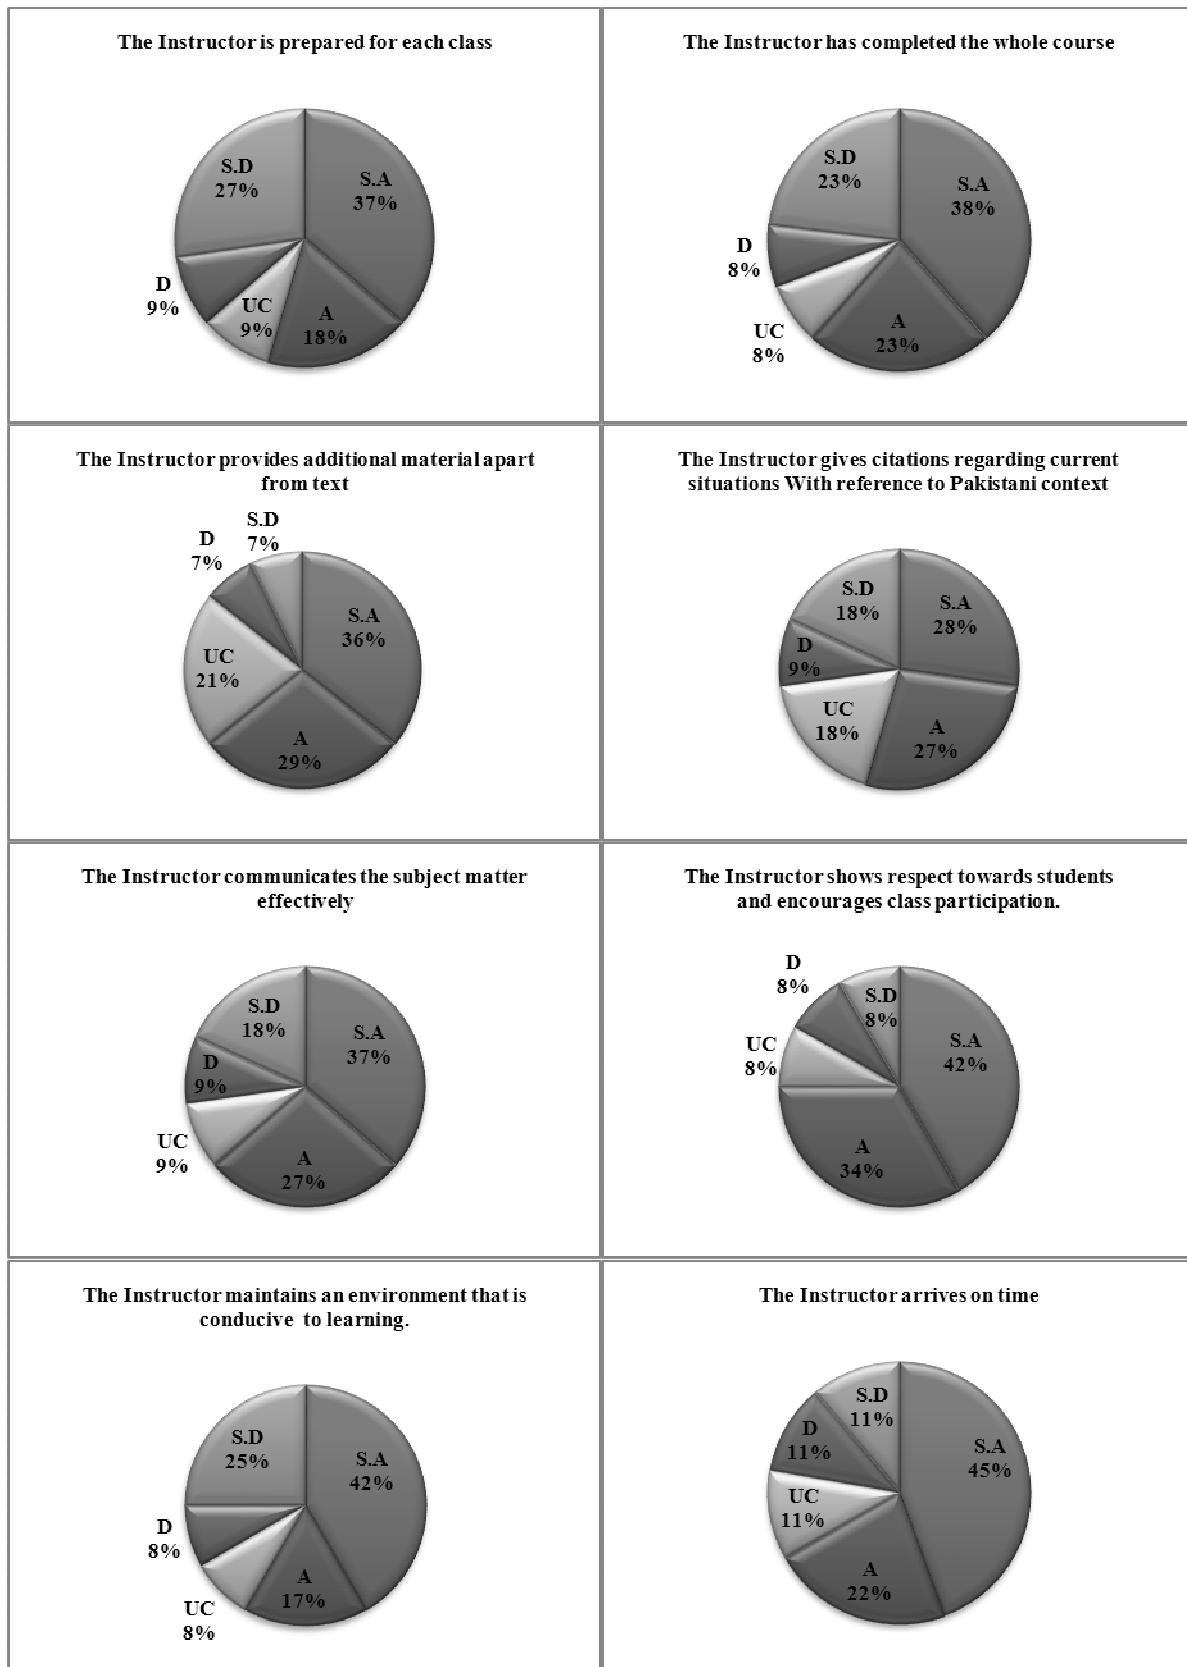 The Instructor is prepared for each class
S.D
27%
S.A
37%
D
9%
UC
9%
A
18%
The Instructor has completed the whole course
S.D
23%
S.A
38%
D
8%
UC
8%
A
23%
The Instructor provides additional material apart
from text
S.D
7%
D
7%
S.A
36%
UC
21%
A
29%
The Instructor gives citations regarding current
situations With reference to Pakistani context
S.D
18%
S.A
28%
D
9%
UC
18%
A
27%
The Instructor communicates the subject matter
effectively
S.D
18%
S.A
37%
D
9%
UC
9%
A
27%
The Instructor shows respect towards students
and encourages class participation.
D
8%
S.D
8%
UC
8%
S.A
42%
A
34%
The Instructor maintains an environment that is
conducive to learning.
S.D
25%
S.A
42%
D
8%
UC
8%
A
17%
The Instructor arrives on time
S.D
11%
D
11%
S.A
45%
UC
11%
A
22%